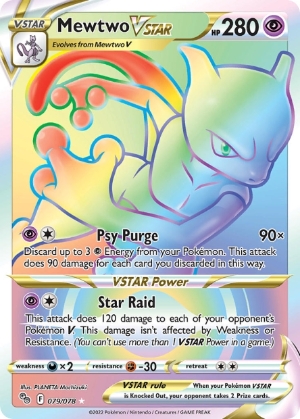 VSTAR Mewtwo VSTAR HP 280
Evolves from Mewtwo V
Psy Purge 90×
Discard up to 3 Energy from your Pokémon. This attack
does 90 damage for each card you discarded in this way.
VSTAR Power
Star Raid
This attack does 120 damage to each of your opponent's
Pokémon V. This damage isn't affected by Weakness or
Resistance. (You can't use more than 1 VSTAR Power in a game.)
weakness ×2 resistance -30 retreat
Illus. PLANETA Mochizuki
F 079/078
VSTAR rule When your Pokémon VSTAR
is Knocked Out, your opponent takes 2 Prize cards.
©2022 Pokémon / Nintendo / Creatures / GAME FREAK